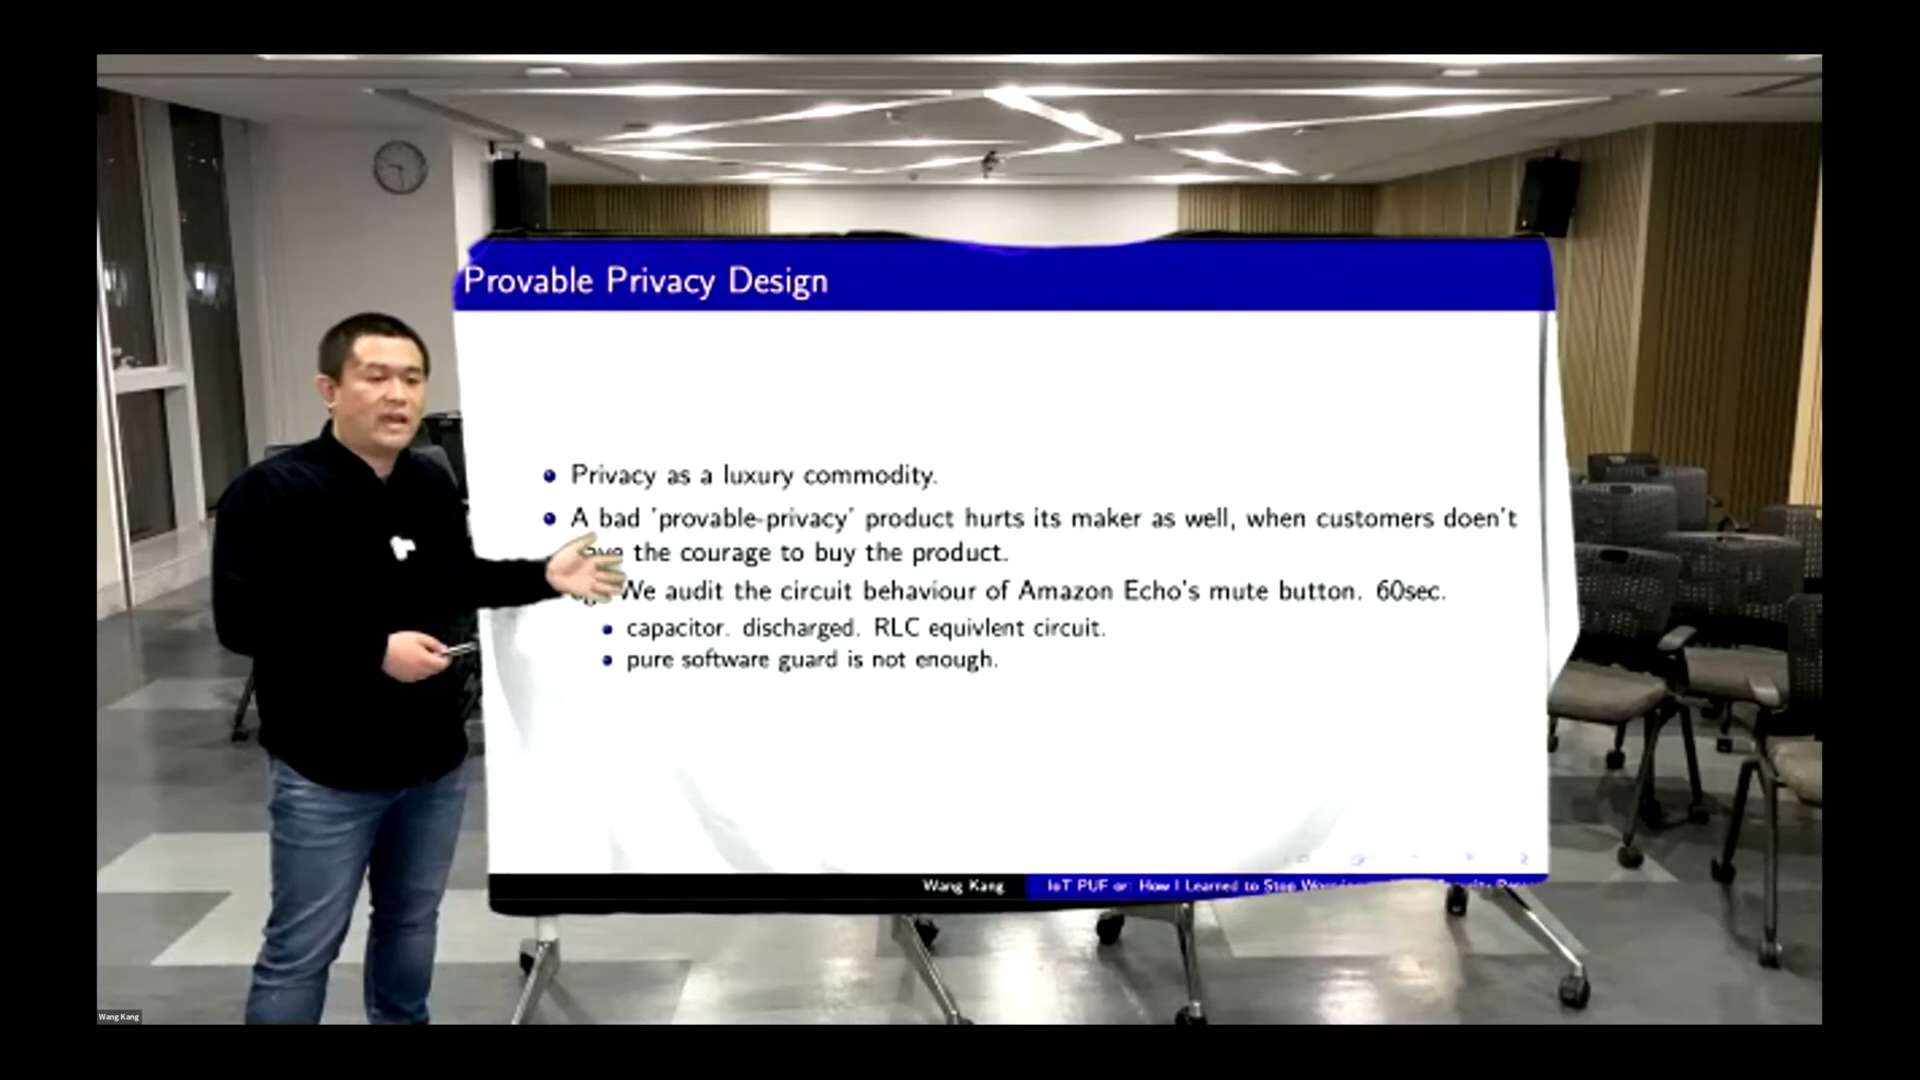 Provable Privacy Design
Privacy as a luxury commodity.
A bad 'provable-privacy' product hurts its maker as well, when customers doen't
the courage to buy the product.
We audit the circuit behaviour of Amazon Echo's mute button. 60sec.
capacitor. discharged. RLC equivlent circuit.
pure software guard is not enough.
Wang Kang
IoT PUF or: How I Learned to Stop
Wang Kang